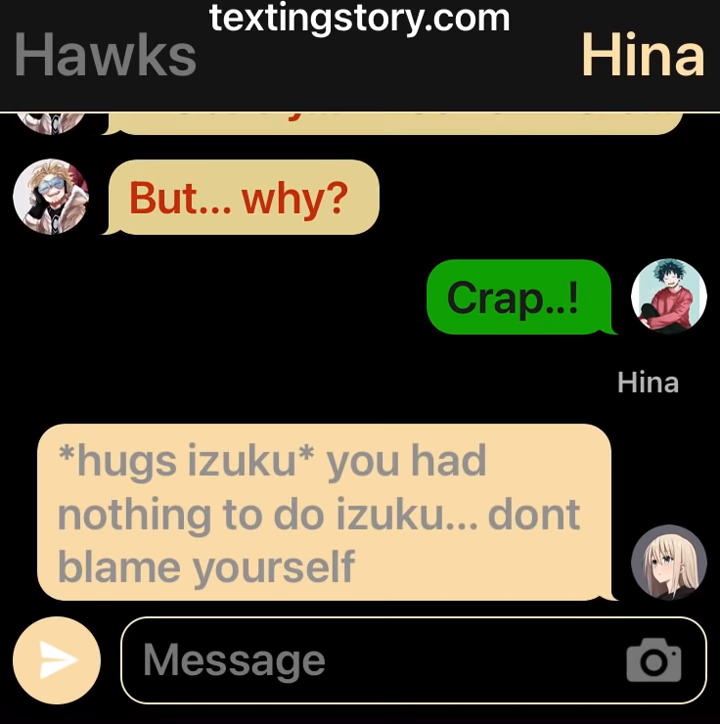 textingstory.com
Hawks
Hina
But... why?
Crap..!
Hina
*hugs izuku* you had
nothing to do izuku... dont
blame yourself
Message